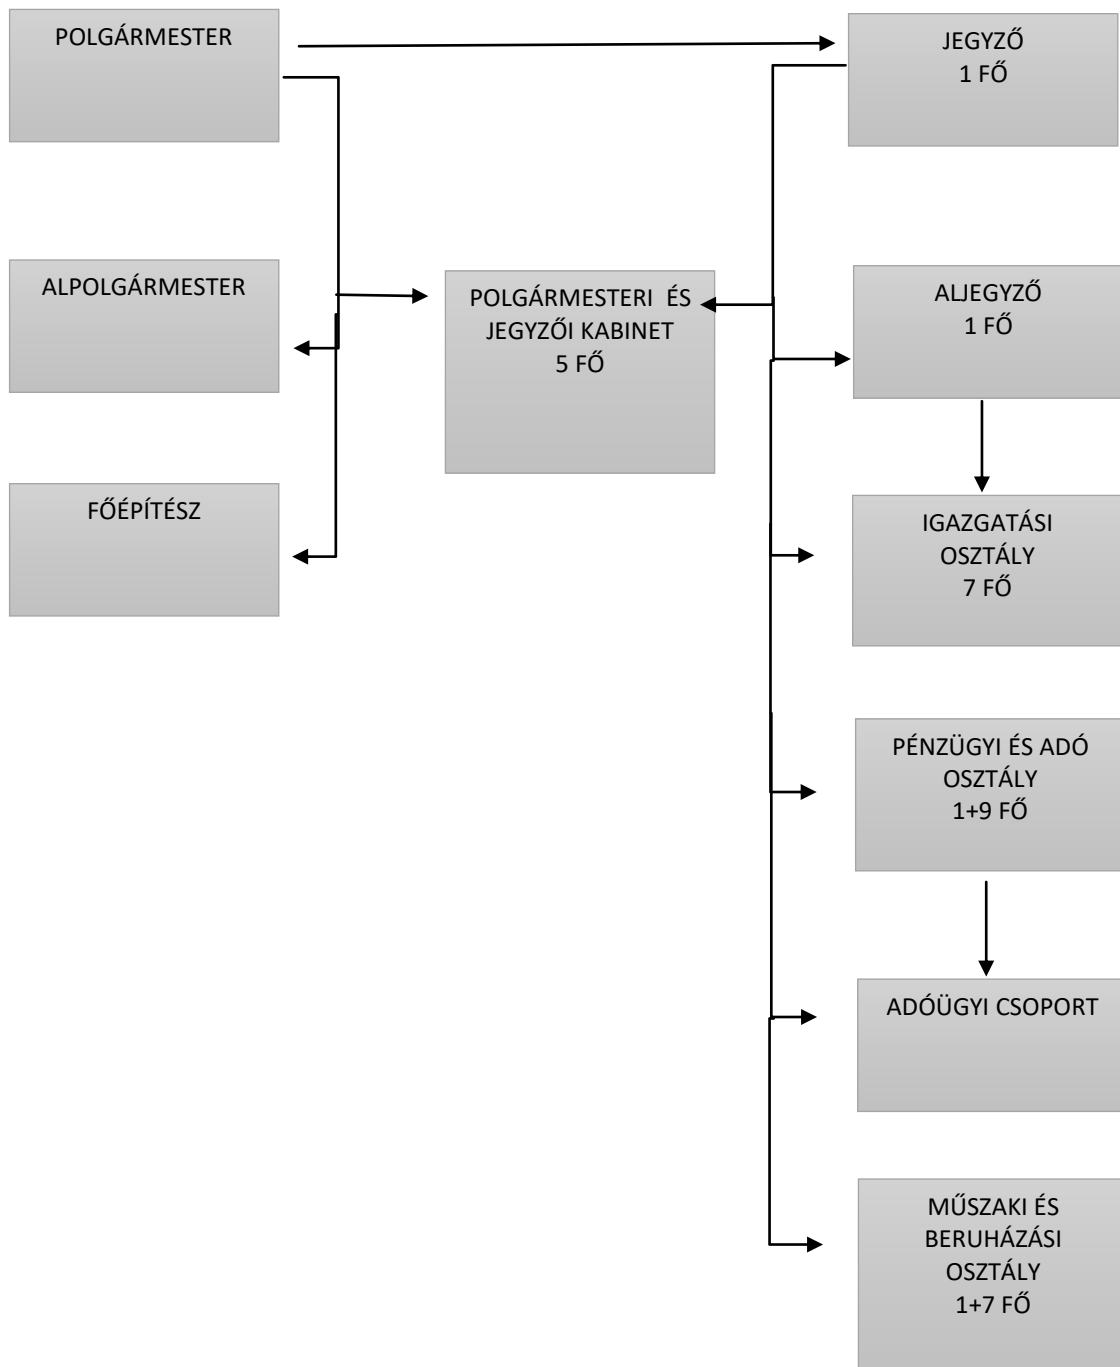 POLGÁRMESTER
JEGYZŐ
1 FŐ
ALPOLGÁRMESTER
POLGÁRMESTERI ÉS
JEGYZŐI KABINET
5 FŐ
ALJEGYZŐ
1 FŐ
FŐÉPÍTÉSZ
IGAZGATÁSI
OSZTÁLY
7 FŐ
PÉNZÜGYI ÉS ADÓ
OSZTÁLY
1+9 FŐ
ADÓÜGYI CSOPORT
MŰSZAKI ÉS
BERUHÁZÁSI
OSZTÁLY
1+7 FŐ